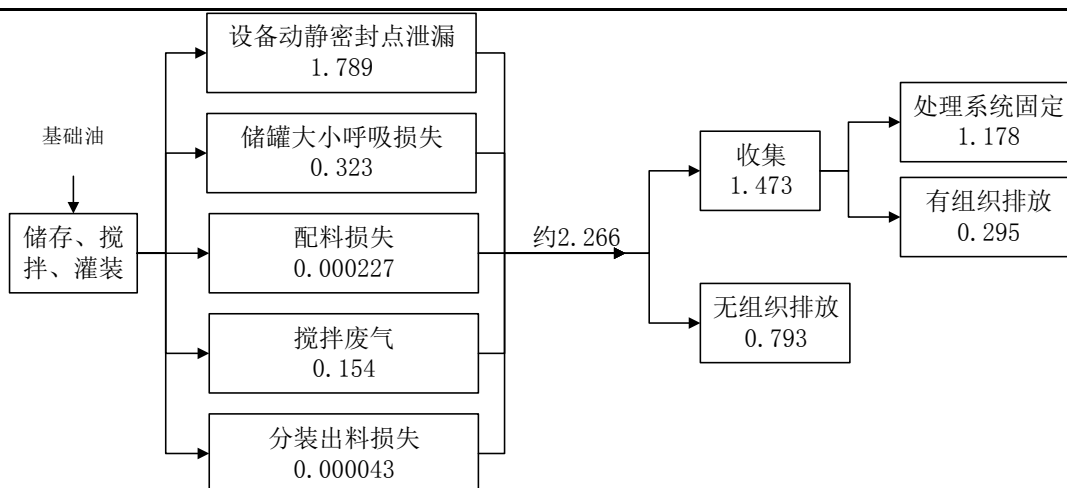 基础油
储存、搅
拌、灌装
设备动静密封点泄漏
1.789
储罐大小呼吸损失
0.323
配料损失
0.000227
搅拌废气
0.154
分装出料损失
0.000043
约2.266
收集
1.473
无组织排放
0.793
处理系统固定
1.178
有组织排放
0.295